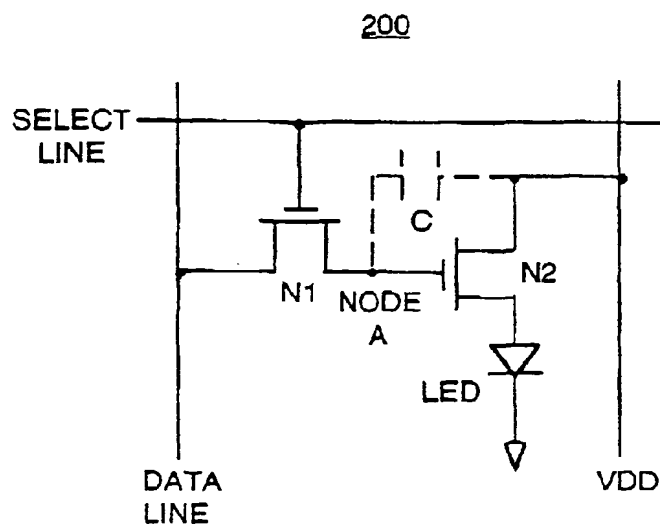 200
SELECT
LINE
C
N1
N2
NODE
A
LED
DATA
LINE
VDD